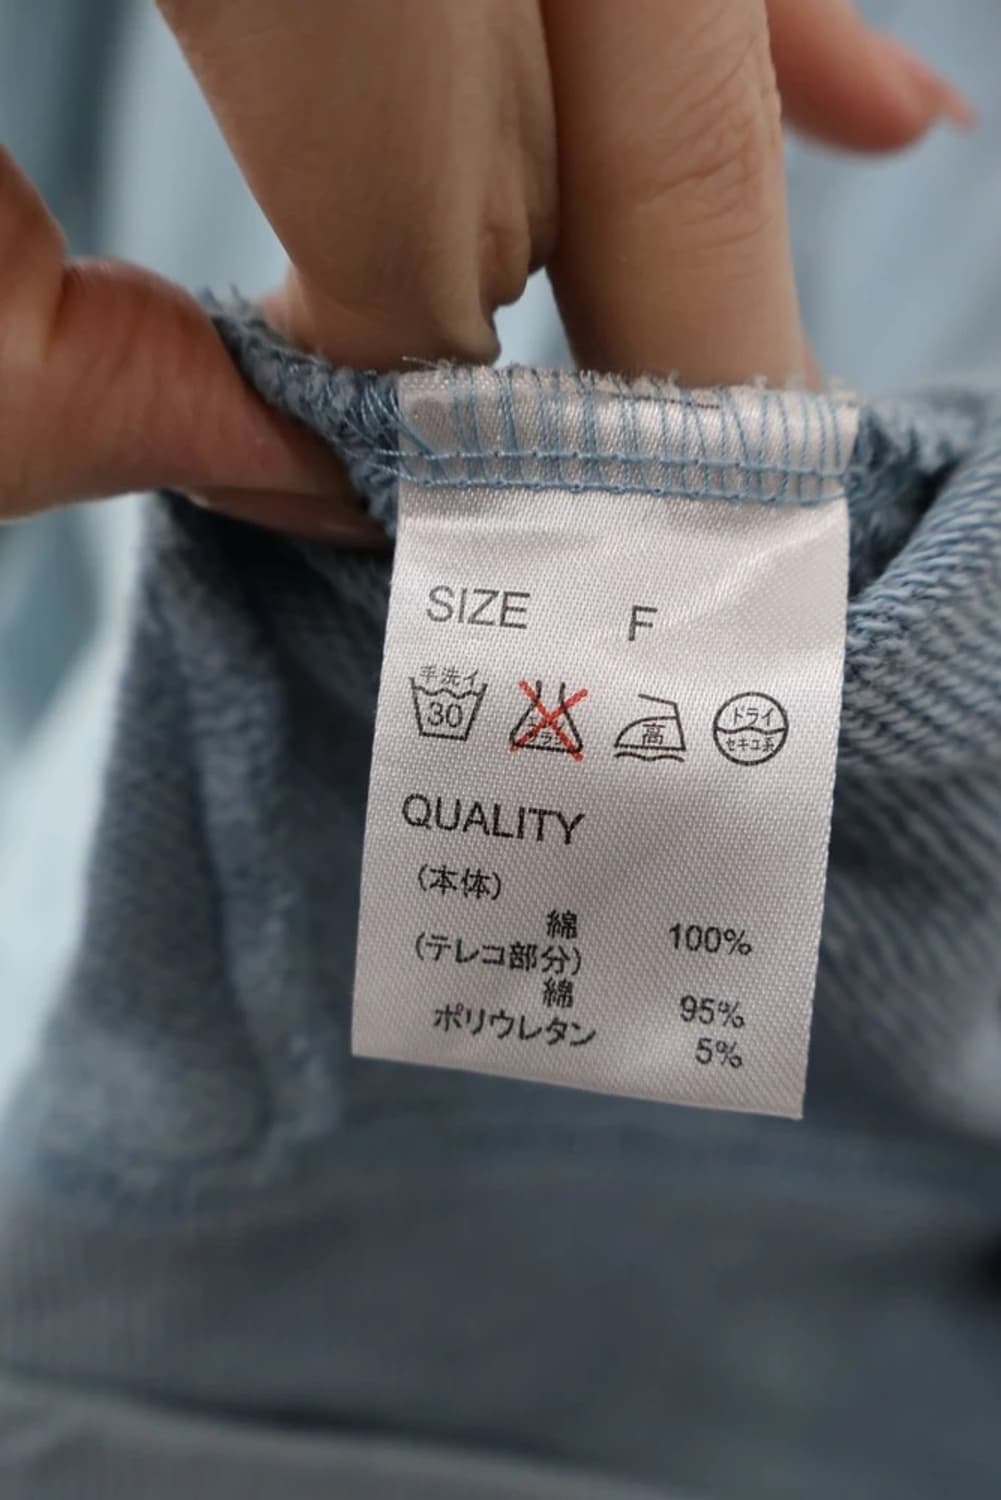 SIZE F
手洗イ
30
高
ドライ
セキユ系
QUALITY
(本体)
綿 100%
(テレコ部分)
綿 95%
ポリウレタン 5%